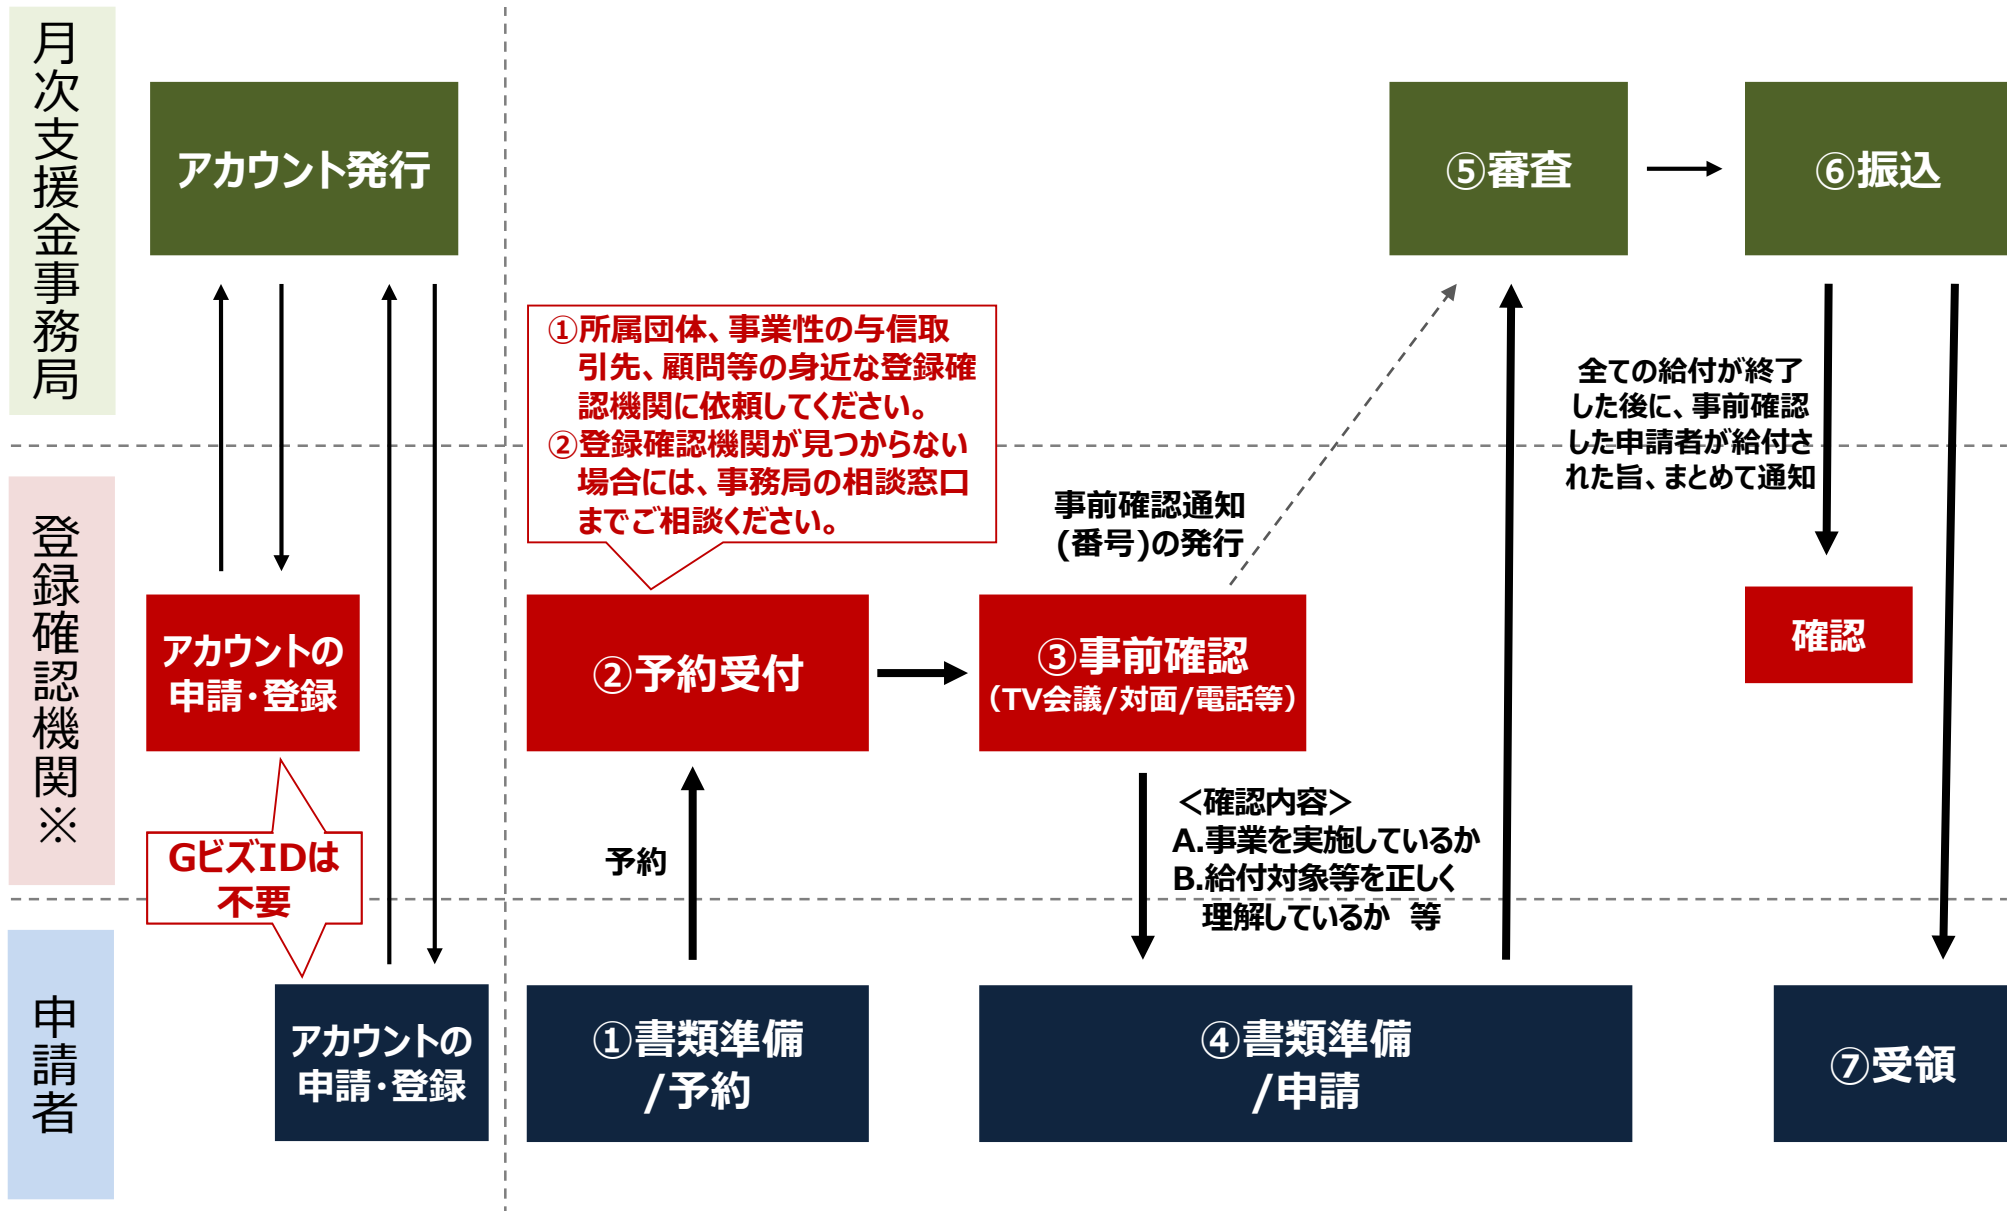 月次支援金事務局
アカウント発行
⑤審査
⑥振込
①所属団体、事業性の与信取
引先、顧問等の身近な登録確
認機関に依頼してください。
②登録確認機関が見つからない
場合には、事務局の相談窓口
までご相談ください。
全ての給付が終了
した後に、事前確認
した申請者が給付さ
れた旨、まとめて通知
事前確認通知
(番号)の発行
登録確認機関※
アカウントの
申請・登録
②予約受付
③事前確認
（TV会議/対面/電話等）
確認
GビズIDは
不要
予約
＜確認内容＞
A.事業を実施しているか
B.給付対象等を正しく
理解しているか　等
申請者
アカウントの
申請・登録
①書類準備
/予約
④書類準備
/申請
⑦受領